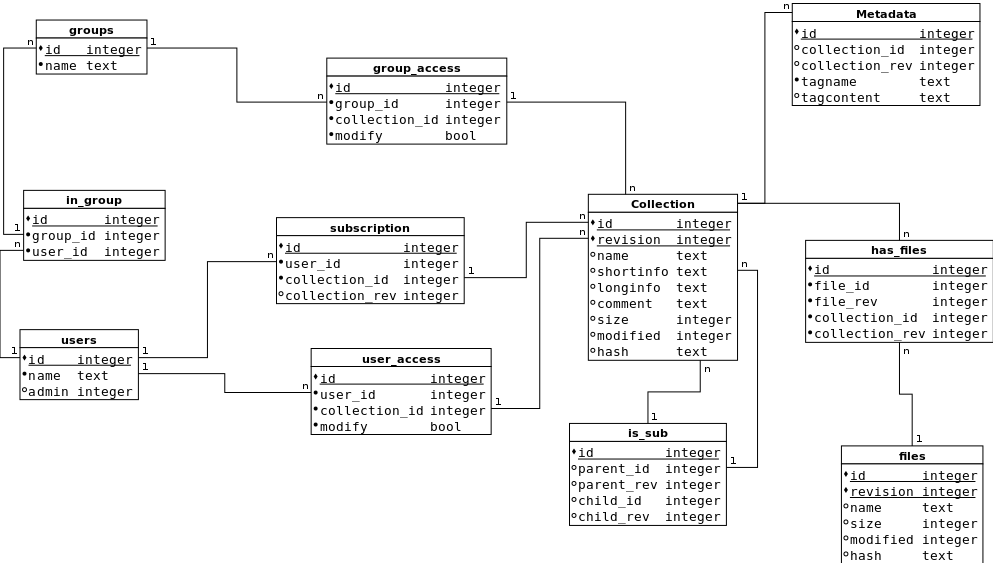 groups
id integer
name text
group_access
id integer
group_id integer
collection_id integer
modify bool
Metadata
id integer
collection_id integer
collection_rev integer
tagname text
tagcontent text
in_group
id integer
group_id integer
user_id integer
subscription
id integer
user_id integer
collection_id integer
collection_rev integer
Collection
id integer
revision integer
name text
shortinfo text
longinfo text
comment text
size integer
modified integer
hash text
has_files
id integer
file_id integer
file_rev integer
collection_id integer
collection_rev integer
users
id integer
name text
admin integer
user_access
id integer
user_id integer
collection_id integer
modify bool
is_sub
id integer
parent_id integer
parent_rev integer
child_id integer
child_rev integer
files
id integer
revision integer
name text
size integer
modified integer
hash text
n
1
n
1
n
n
1
n
1
n
1
1
1
n
1
n
n
1
n
n
1
n
1
n
1
n
1